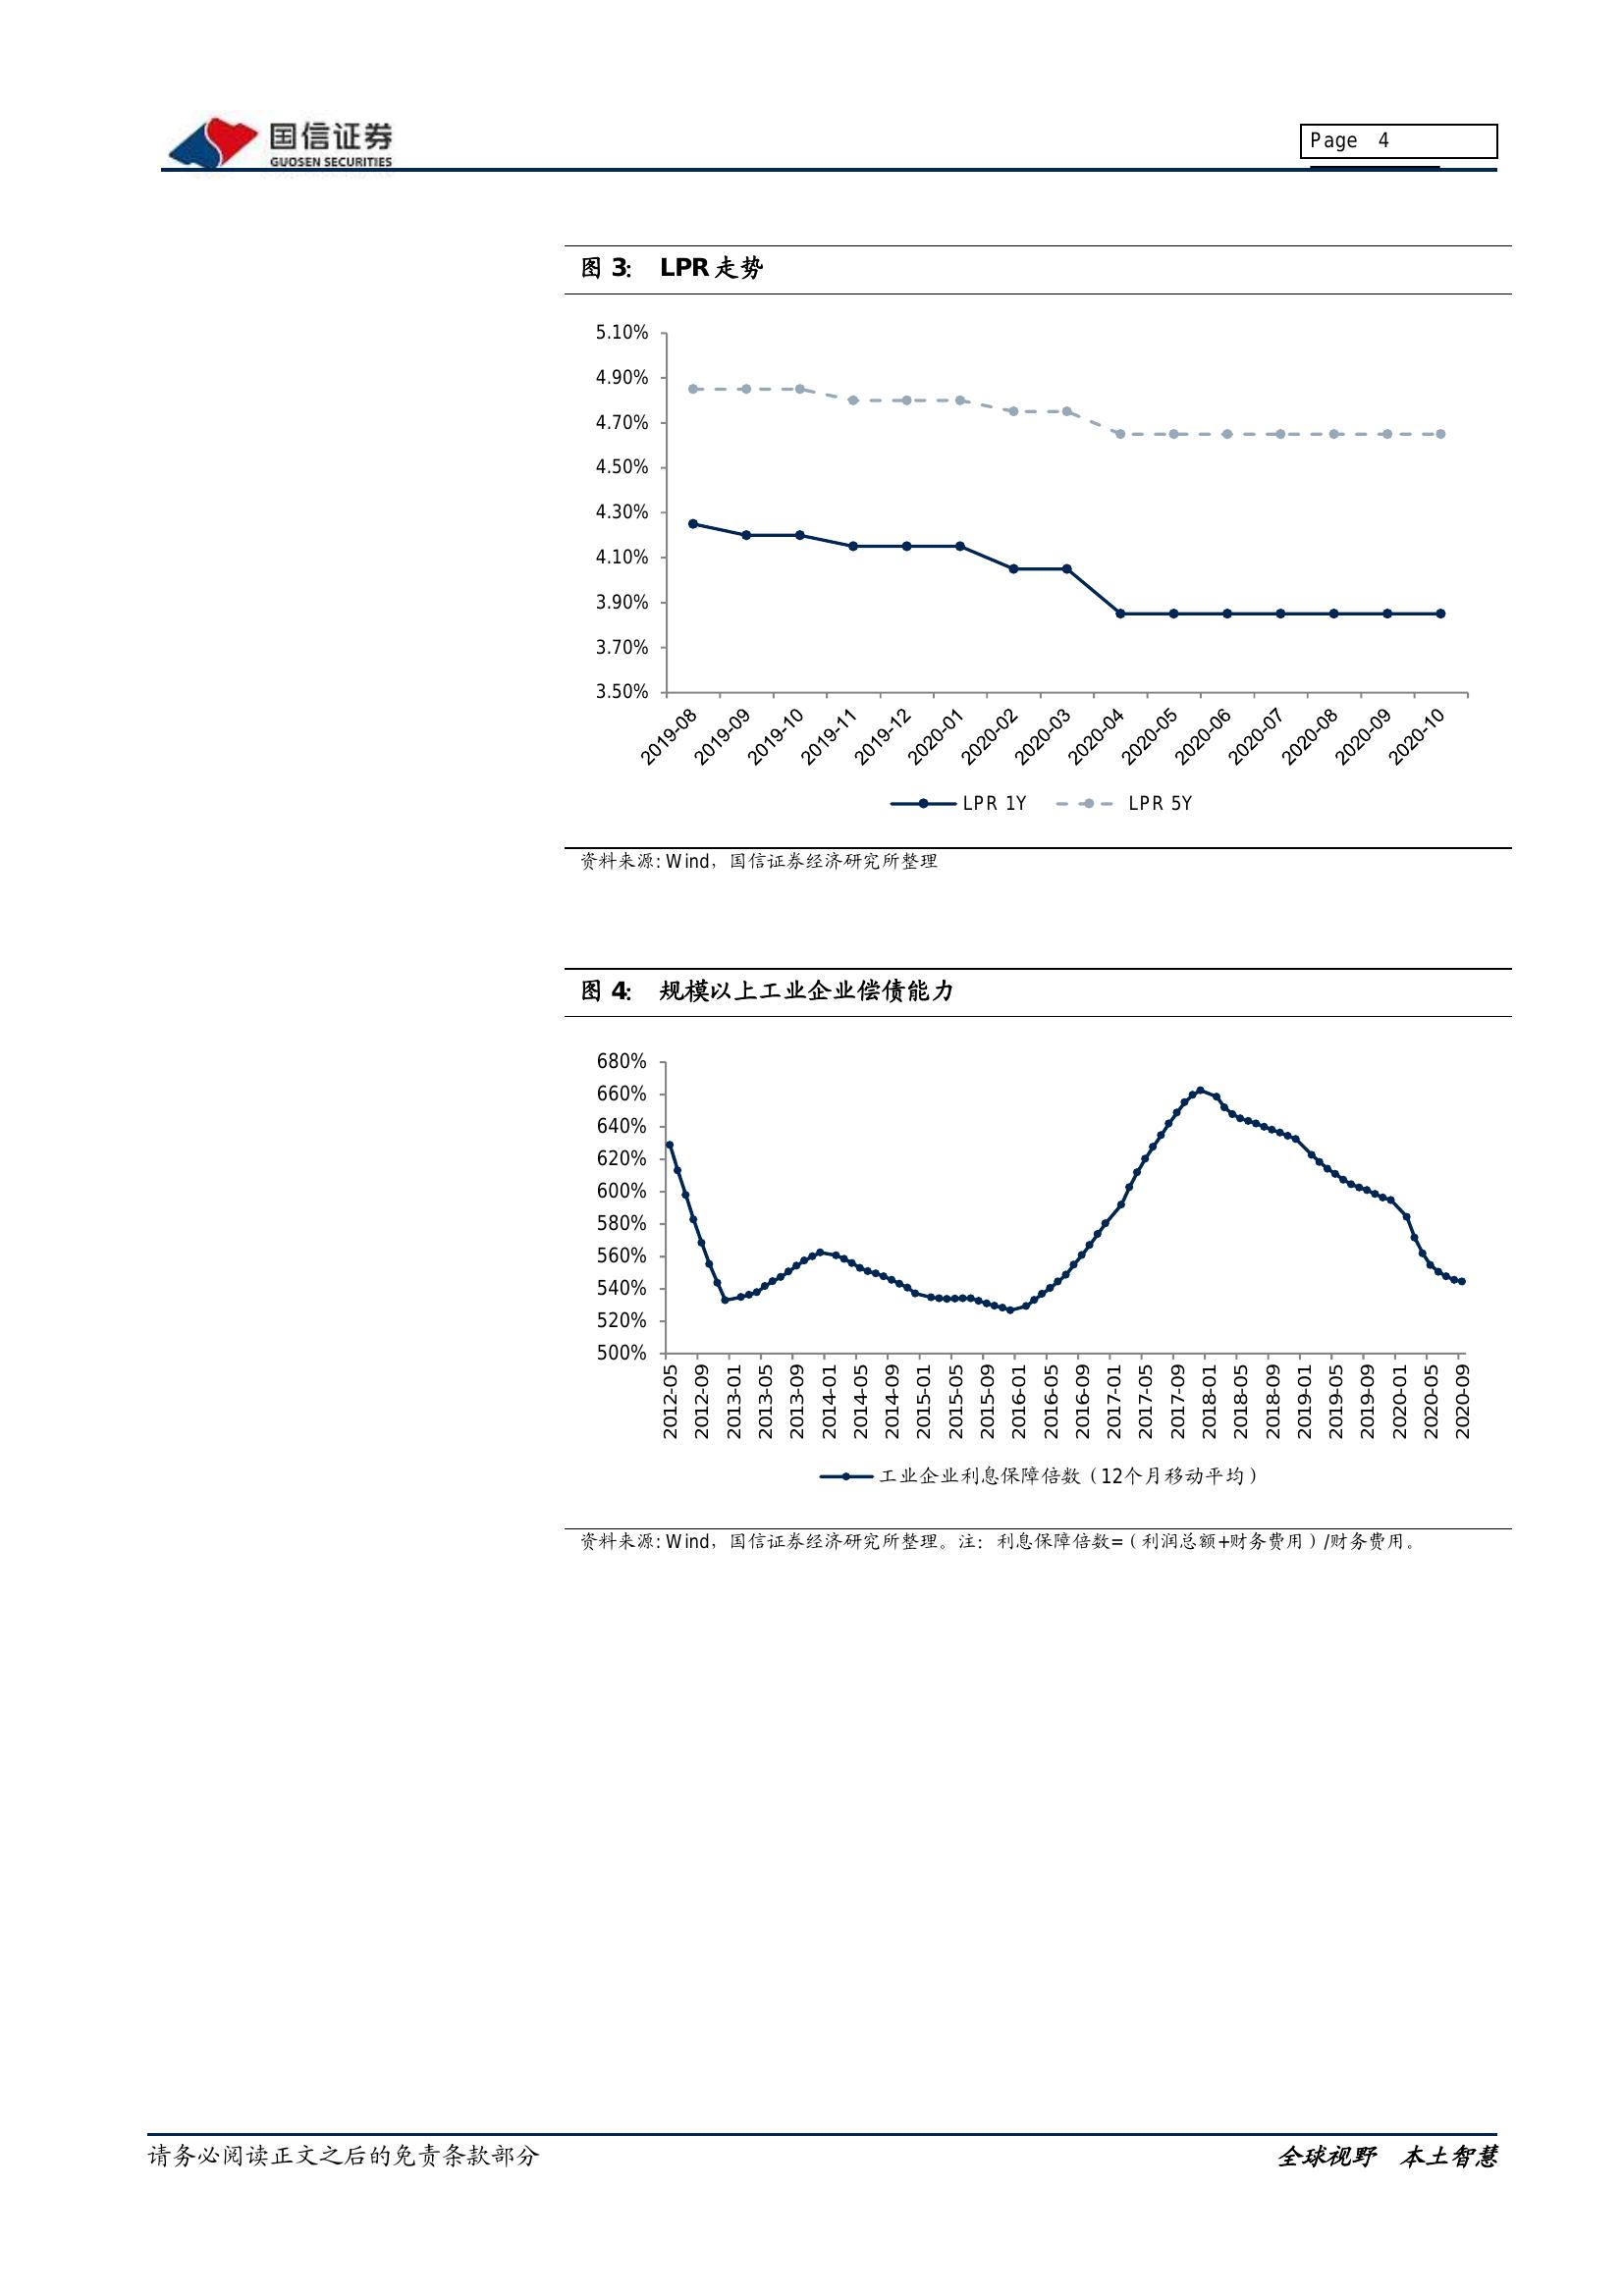 国信证券
GUOSEN SECURITIES
Page 4
图 3: LPR 走势
5.10%
4.90%
4.70%
4.50%
4.30%
4.10%
3.90%
3.70%
3.50%
2019-08 2019-09 2019-10 2019-11 2019-12 2020-01 2020-02 2020-03 2020-04 2020-05 2020-06 2020-07 2020-08 2020-09 2020-10
LPR 1Y LPR 5Y
资料来源: Wind，国信证券经济研究所整理
图 4: 规模以上工业企业偿债能力
680%
660%
640%
620%
600%
580%
560%
540%
520%
500%
2012-05 2012-09 2013-01 2013-05 2013-09 2014-01 2014-05 2014-09 2015-01 2015-05 2015-09 2016-01 2016-05 2016-09 2017-01 2017-05 2017-09 2018-01 2018-05 2018-09 2019-01 2019-05 2019-09 2020-01 2020-05 2020-09
工业企业利息保障倍数（12个月移动平均）
资料来源: Wind，国信证券经济研究所整理。注：利息保障倍数=（利润总额+财务费用）/财务费用。
请务必阅读正文之后的免责条款部分
全球视野 本土智慧